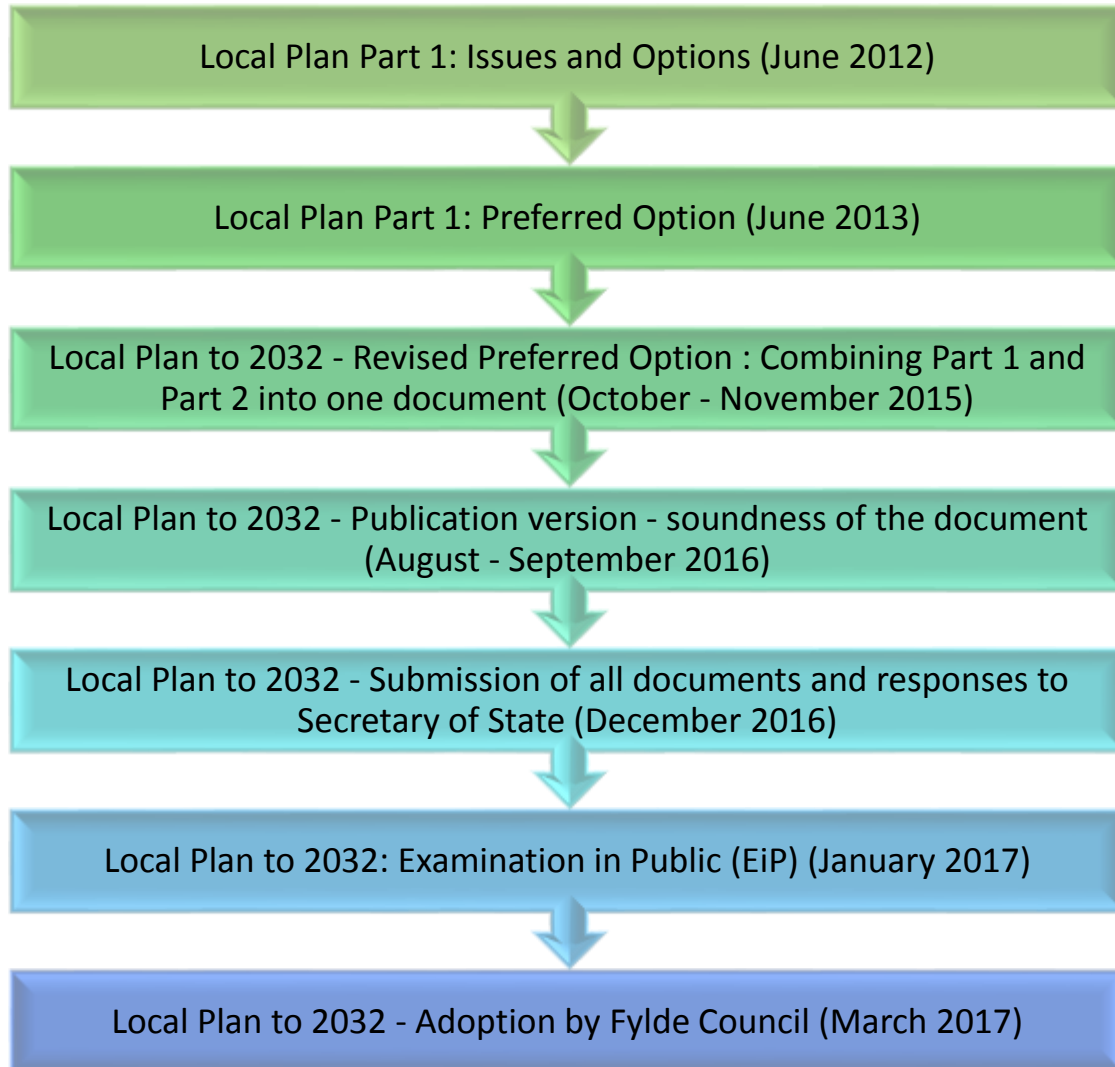 Local Plan Part 1: Issues and Options (June 2012)
Local Plan Part 1: Preferred Option (June 2013)
Local Plan to 2032 - Revised Preferred Option : Combining Part 1 and
Part 2 into one document (October - November 2015)
Local Plan to 2032 - Publication version - soundness of the document
(August - September 2016)
Local Plan to 2032 - Submission of all documents and responses to
Secretary of State (December 2016)
Local Plan to 2032: Examination in Public (EiP) (January 2017)
Local Plan to 2032 - Adoption by Fylde Council (March 2017)